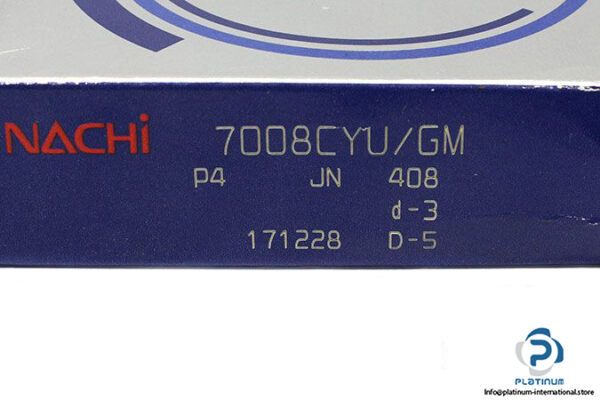 NACHi 7008CYU/GM
P4 JN 408
d-3
171228 D-5
PLATINUM
Info@platinum-international.store